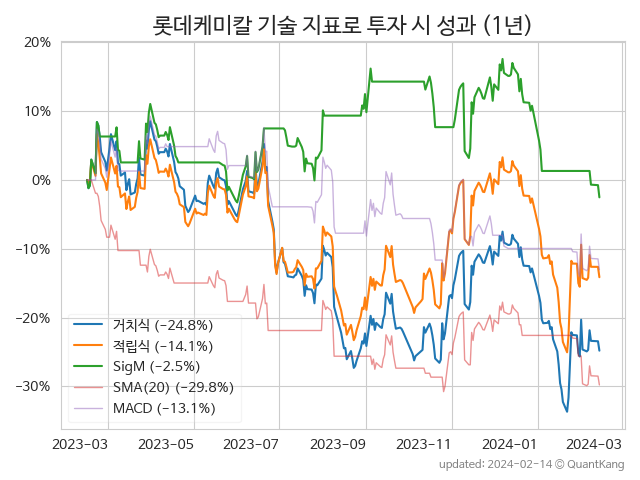 롯데케미칼 기술 지표로 투자 시 성과 (1년)
20%
10%
0%
−10%
−20%
−30%
거치식 (−24.8%)
적립식 (−14.1%)
SigM (−2.5%)
SMA(20) (−29.8%)
MACD (−13.1%)
2023-03 2023-05 2023-07 2023-09 2023-11 2024-01 2024-03
updated: 2024-02-14 © QuantKang